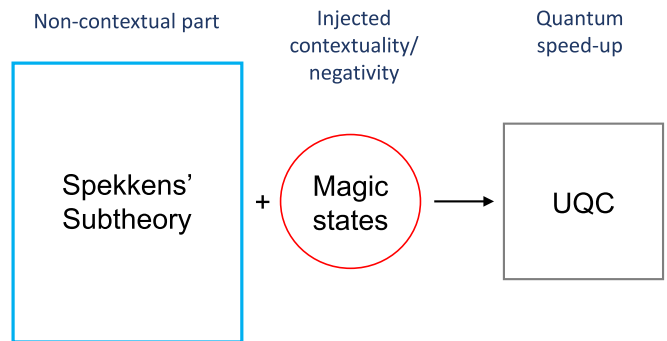 Non-contextual part
Injected
contextuality/
negativity
Quantum
speed-up
Spekkens’
Subtheory
+
Magic
states
UQC